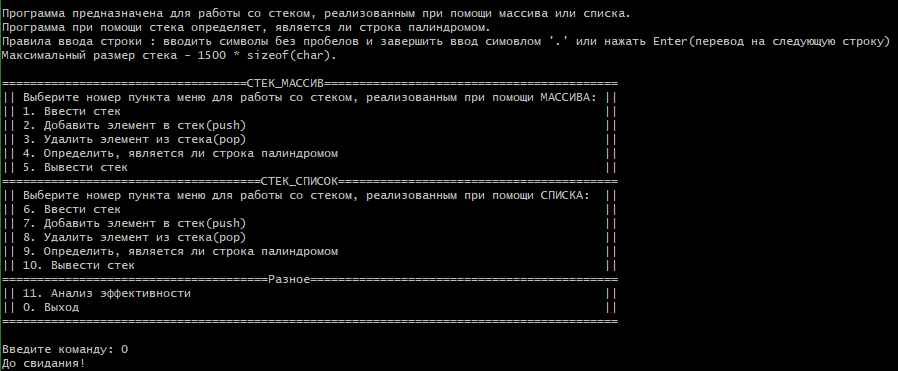 Программа предназначена для работы со стеком, реализованным при помощи массива или списка.
Программа при помощи стека определяет, является ли строка палиндромом.
Правила ввода строки : вводить символы без пробелов и завершить ввод симовлом '.' или нажать Enter(перевод на следующую строку)
Максимальный размер стека - 1500 * sizeof(char).
===================================СТЕК_МАССИВ==========================================
|| Выберите номер пункта меню для работы со стеком, реализованным при помощи МАССИВА: ||
|| 1. Ввести стек ||
|| 2. Добавить элемент в стек(push) ||
|| 3. Удалить элемент из стека(pop) ||
|| 4. Определить, является ли строка палиндромом ||
|| 5. Вывести стек ||
=====================================СТЕК_СПИСОК========================================
|| Выберите номер пункта меню для работы со стеком, реализованным при помощи СПИСКА: ||
|| 6. Ввести стек ||
|| 7. Добавить элемент в стек(push) ||
|| 8. Удалить элемент из стека(pop) ||
|| 9. Определить, является ли строка палиндромом ||
|| 10. Вывести стек ||
======================================Разное============================================
|| 11. Анализ эффективности ||
|| 0. Выход ||
========================================================================================
Введите команду: 0
До свидания!